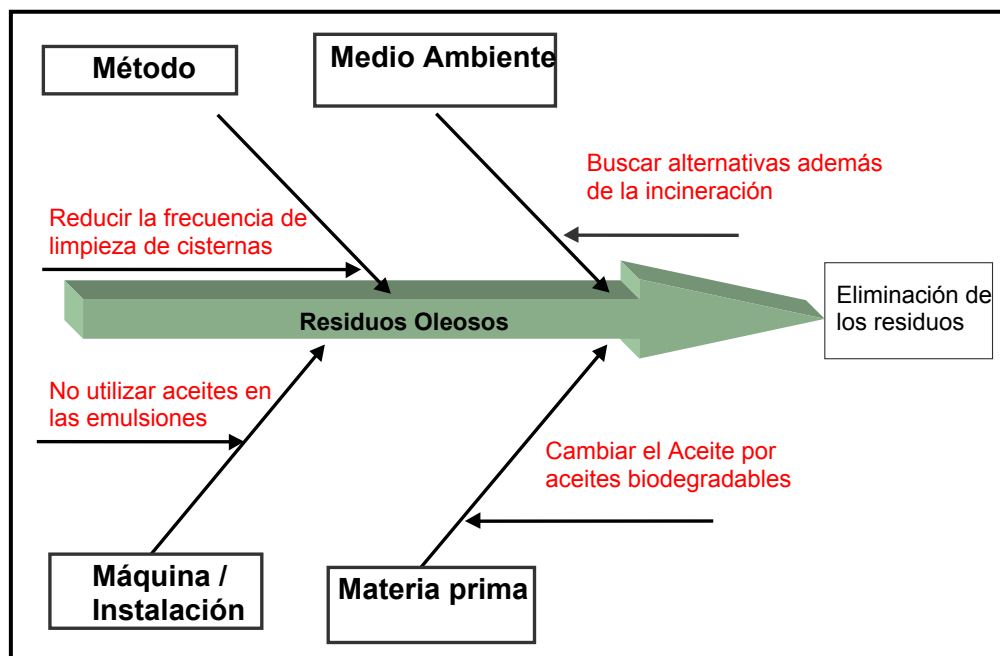 Método
Medio Ambiente
Buscar alternativas además
de la incineración
Reducir la frecuencia de
limpieza de cisternas
Residuos Oleosos
Eliminación de
los residuos
No utilizar aceites en
las emulsiones
Cambiar el Aceite por
aceites biodegradables
Máquina /
Instalación
Materia prima